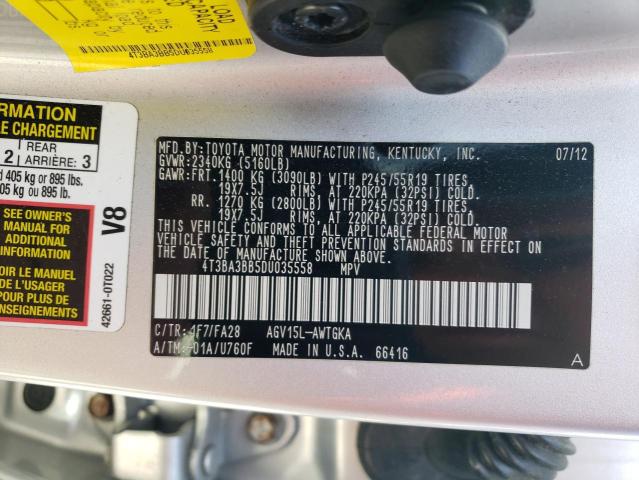 LOAD
CAPACITY
4T3BA3BB5DU035558
ORMATION
E CHARGEMENT
REAR
2 ARRIÈRE: 3
d 405 kg or 895 lbs.
05 kg ou 895 lb.
SEE OWNER'S
MANUAL FOR
ADDITIONAL
INFORMATION
OIR LE MANUEL
DE L'USAGER
POUR PLUS
NSEIGNEMENTS
V8
42661-0T022
MFD.BY:TOYOTA MOTOR MANUFACTURING, KENTUCKY, INC. 07/12
GVWR:2340KG (5160LB)
GAWR:FRT. 1400 KG (3090LB) WITH P245/55R19 TIRES,
19X7.5J RIMS, AT 220KPA (32PSI) COLD.
RR. 1270 KG (2800LB) WITH P245/55R19 TIRES,
19X7.5J RIMS, AT 220KPA (32PSI) COLD.
THIS VEHICLE CONFORMS TO ALL APPLICABLE FEDERAL MOTOR
VEHICLE SAFETY AND THEFT PREVENTION STANDARDS IN EFFECT ON
THE DATE OF MANUFACTURE SHOWN ABOVE.
4T3BA3BB5DU035558 MPV
C/TR: 4F7/FA28 AGV15L-AWTGKA
A/TM:-01A/U760F MADE IN U.S.A. 66416 A